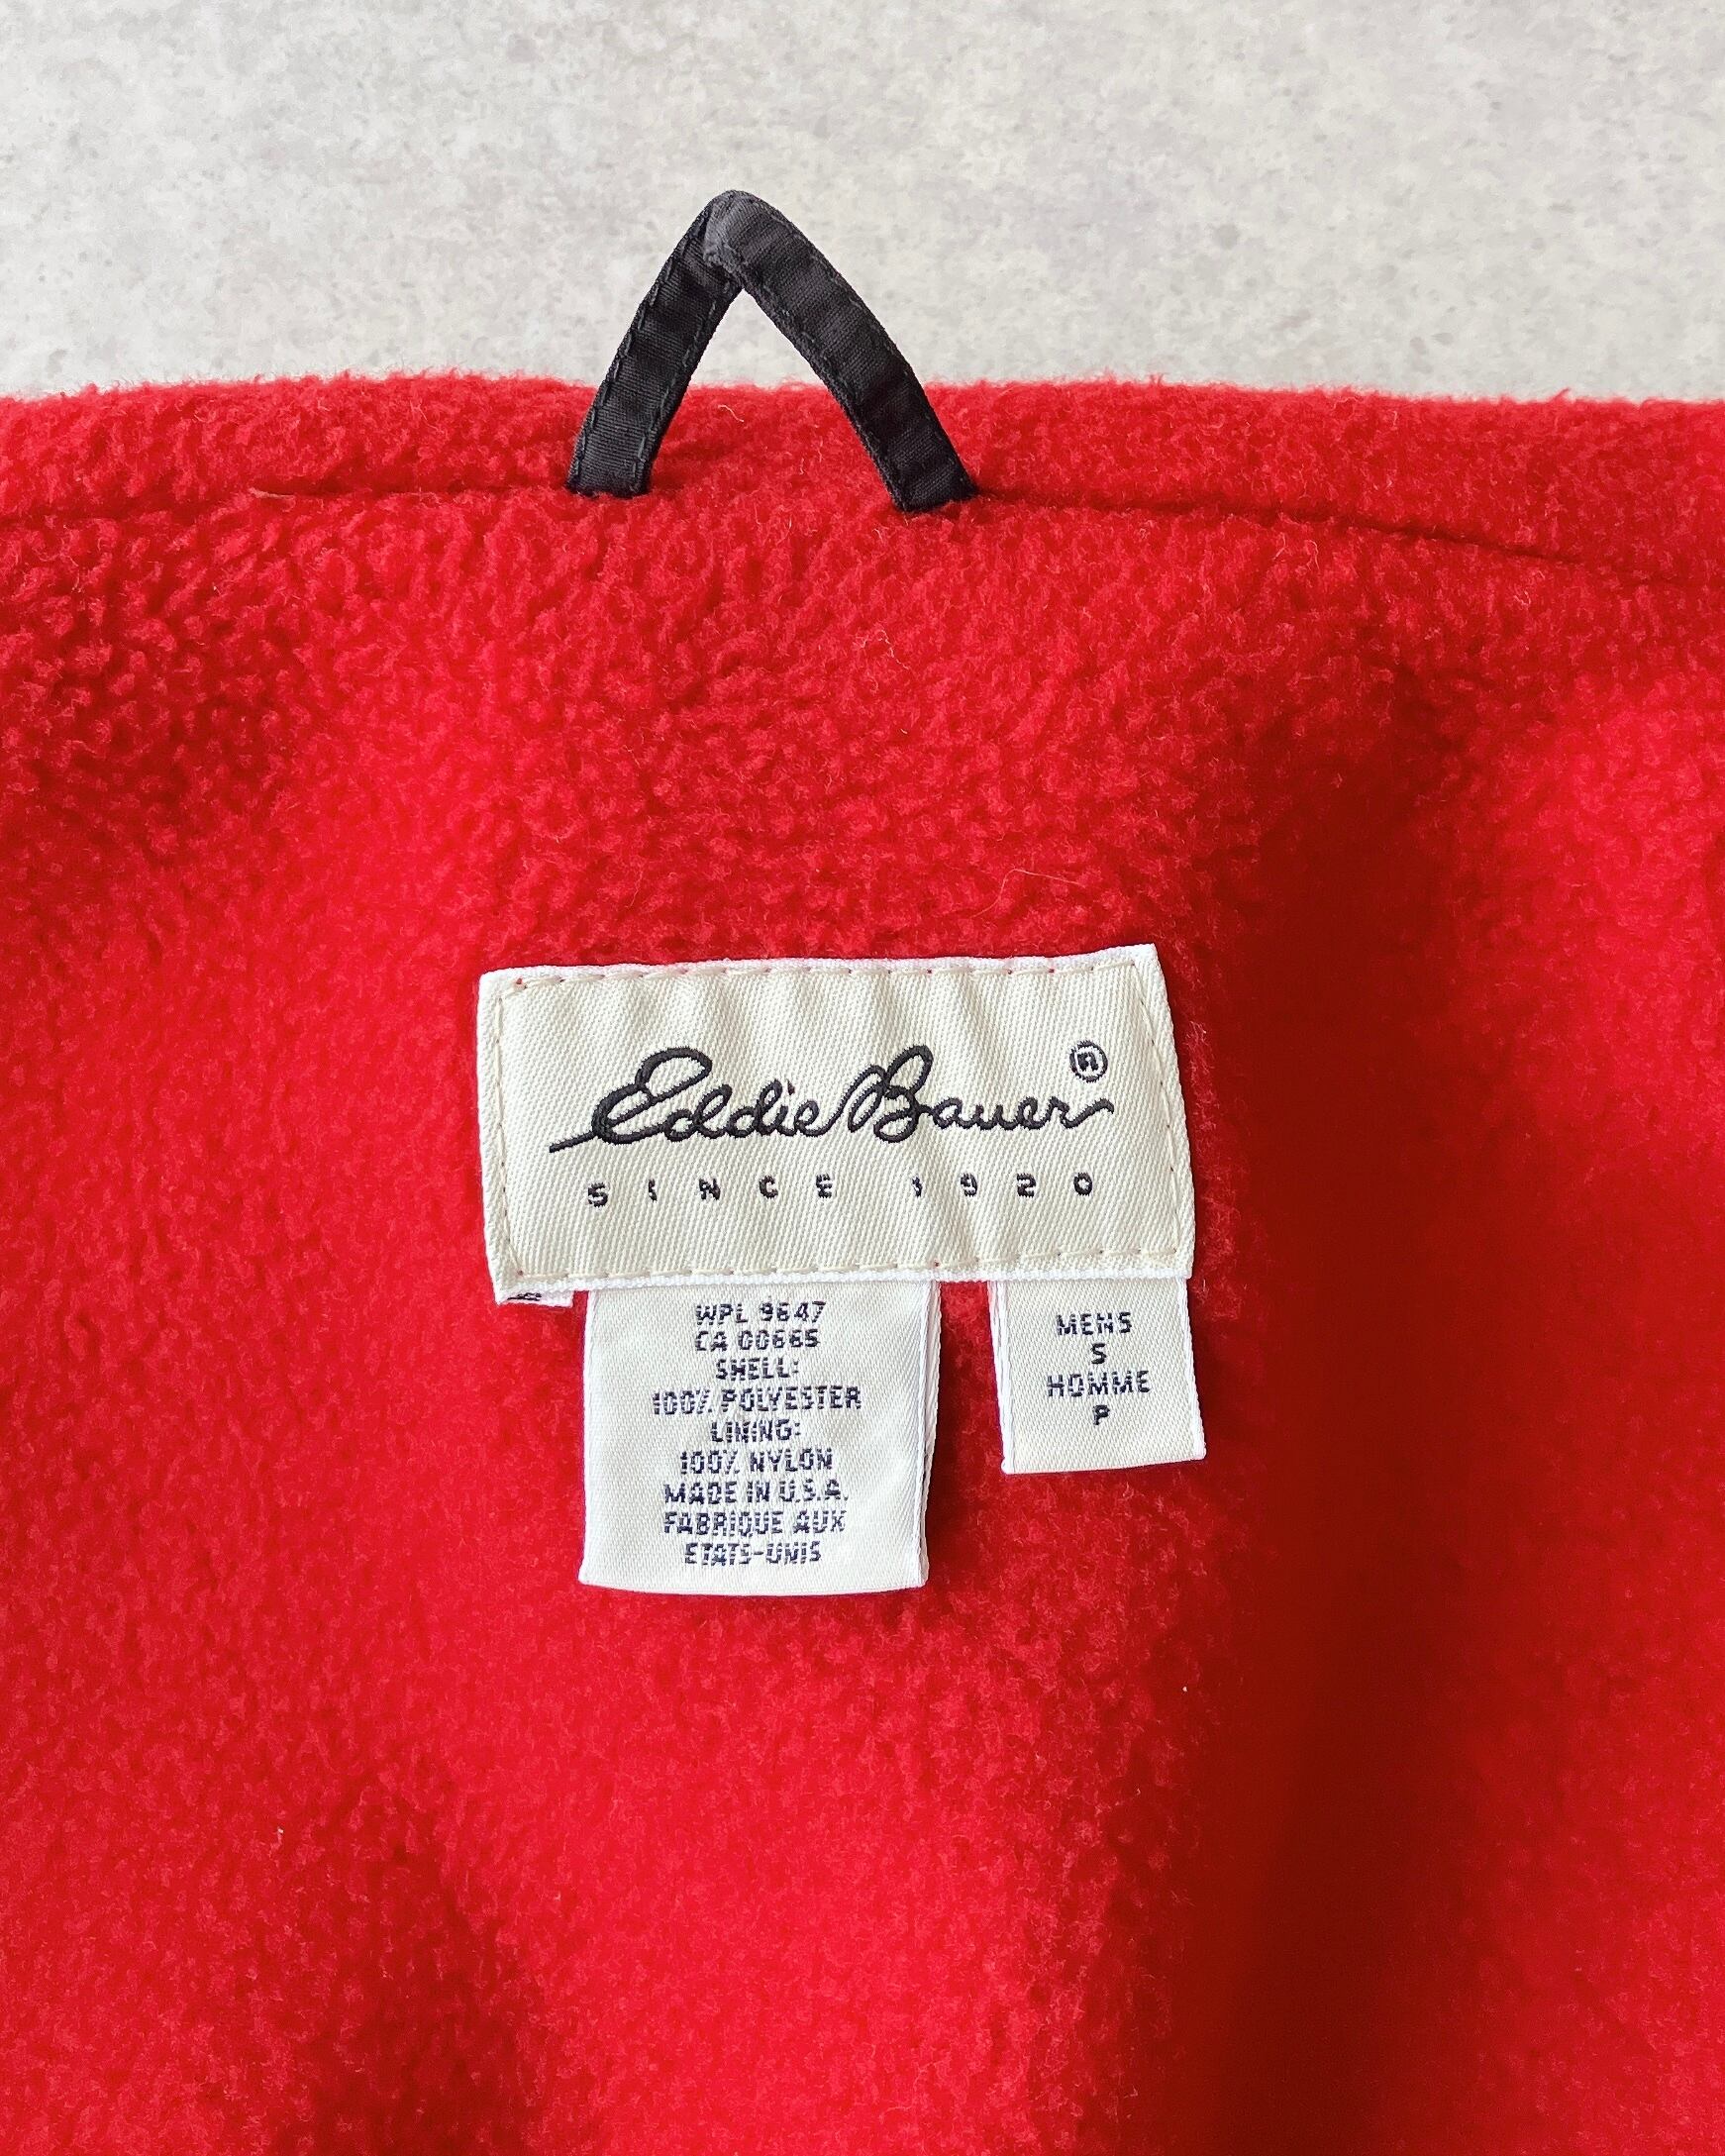 Eddie Bauer ®
SINCE 1920
WPL 9647
CA 00665
SHELL:
100% POLYESTER
LINING:
100% NYLON
MADE IN U.S.A.
FABRIQUE AUX
ETATS-UNIS
MENS
S
HOMME
P